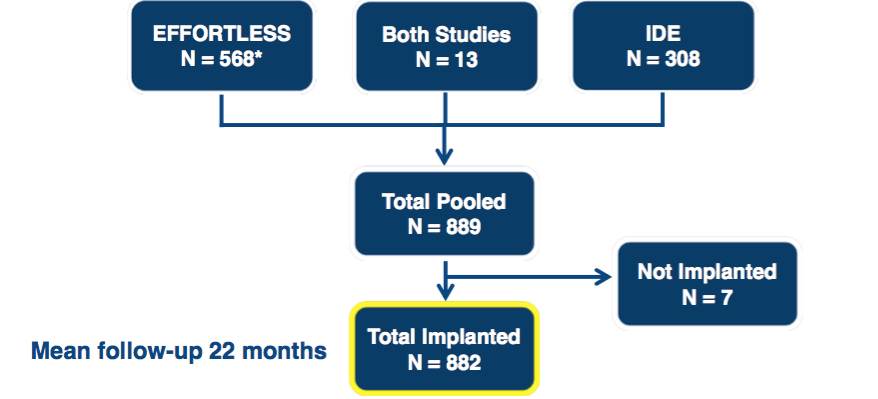 EFFORTLESS
N = 568*
Both Studies
N = 13
IDE
N = 308
Total Pooled
N = 889
Not Implanted
N = 7
Total Implanted
N = 882
Mean follow-up 22 months